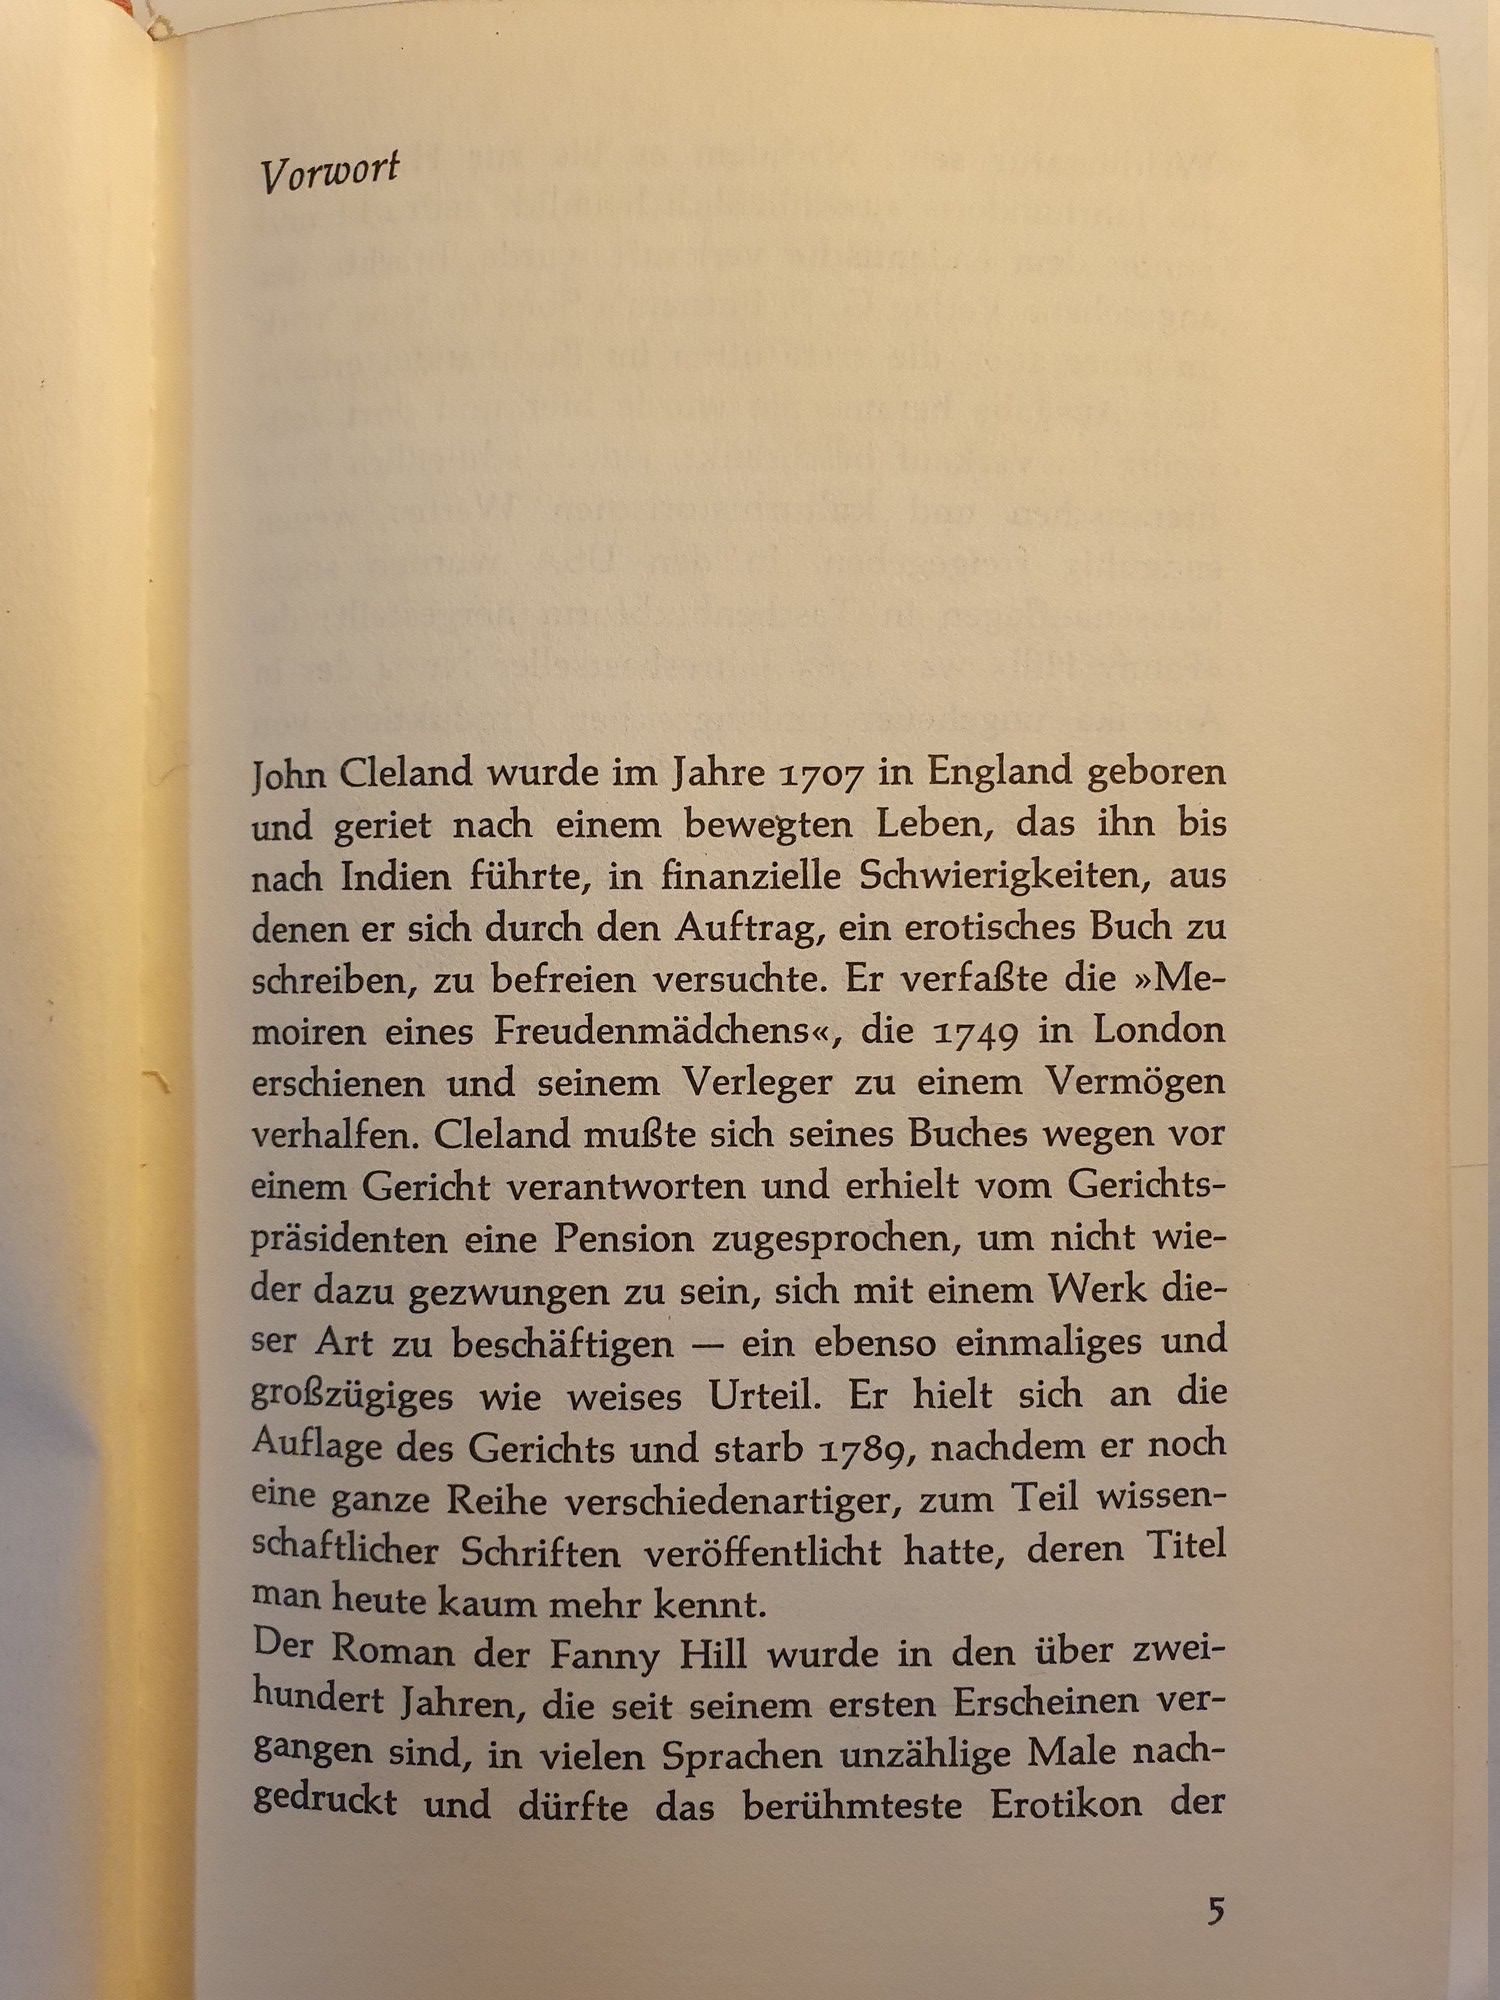 Vorwort
John Cleland wurde im Jahre 1707 in England geboren
und geriet nach einem bewegten Leben, das ihn bis
nach Indien führte, in finanzielle Schwierigkeiten, aus
denen er sich durch den Auftrag, ein erotisches Buch zu
schreiben, zu befreien versuchte. Er verfaßte die »Me-
moiren eines Freudenmädchens«, die 1749 in London
erschienen und seinem Verleger zu einem Vermögen
verhalfen. Cleland mußte sich seines Buches wegen vor
einem Gericht verantworten und erhielt vom Gerichts-
präsidenten eine Pension zugesprochen, um nicht wie-
der dazu gezwungen zu sein, sich mit einem Werk die-
ser Art zu beschäftigen — ein ebenso einmaliges und
großzügiges wie weises Urteil. Er hielt sich an die
Auflage des Gerichts und starb 1789, nachdem er noch
eine ganze Reihe verschiedenartiger, zum Teil wissen-
schaftlicher Schriften veröffentlicht hatte, deren Titel
man heute kaum mehr kennt.
Der Roman der Fanny Hill wurde in den über zwei-
hundert Jahren, die seit seinem ersten Erscheinen ver-
gangen sind, in vielen Sprachen unzählige Male nach-
gedruckt und dürfte das berühmteste Erotikon der
5